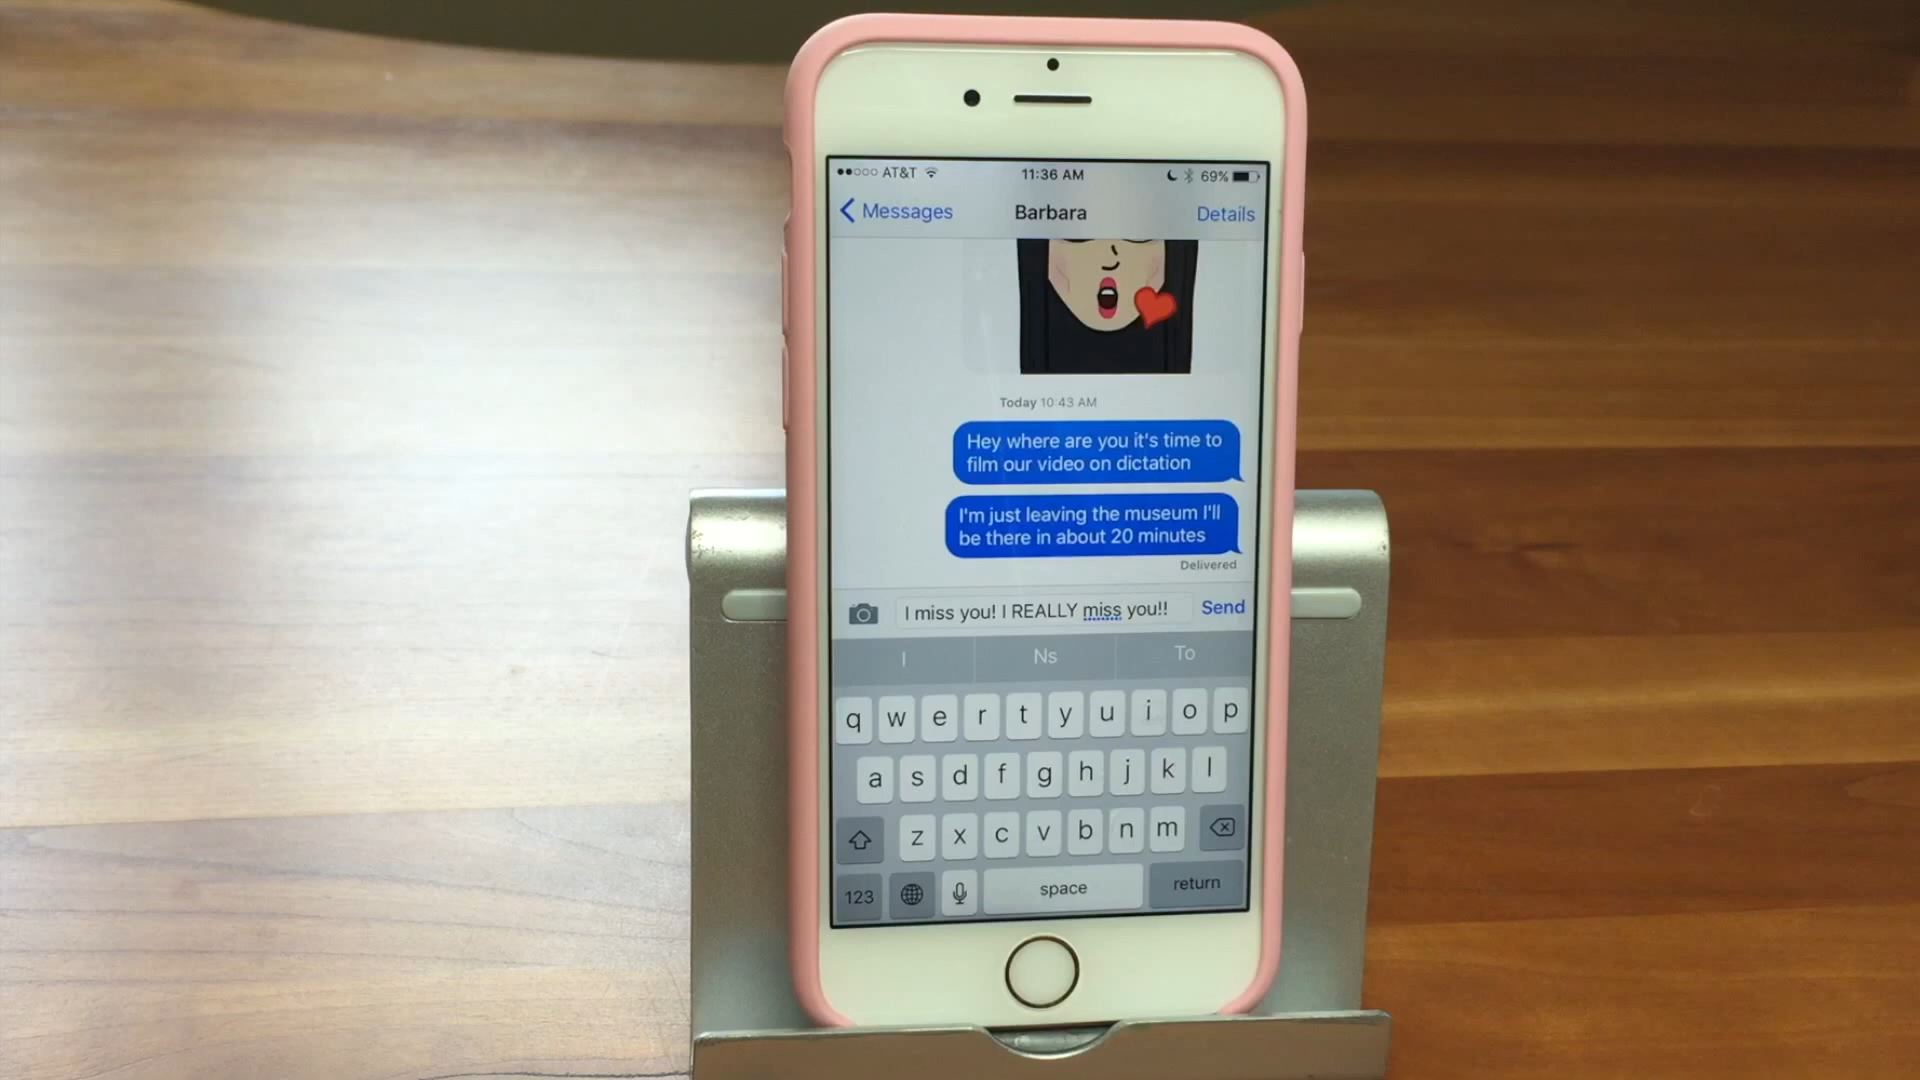 AT&T 11:36 AM 69%
Messages Barbara Details
Today 10:43 AM
Hey where are you it's time to
film our video on dictation
I'm just leaving the museum I'll
be there in about 20 minutes
Delivered
I miss you! I REALLY miss you!! Send
I Ns To
q w e r t y u i o p
a s d f g h j k l
z x c v b n m
123 space return